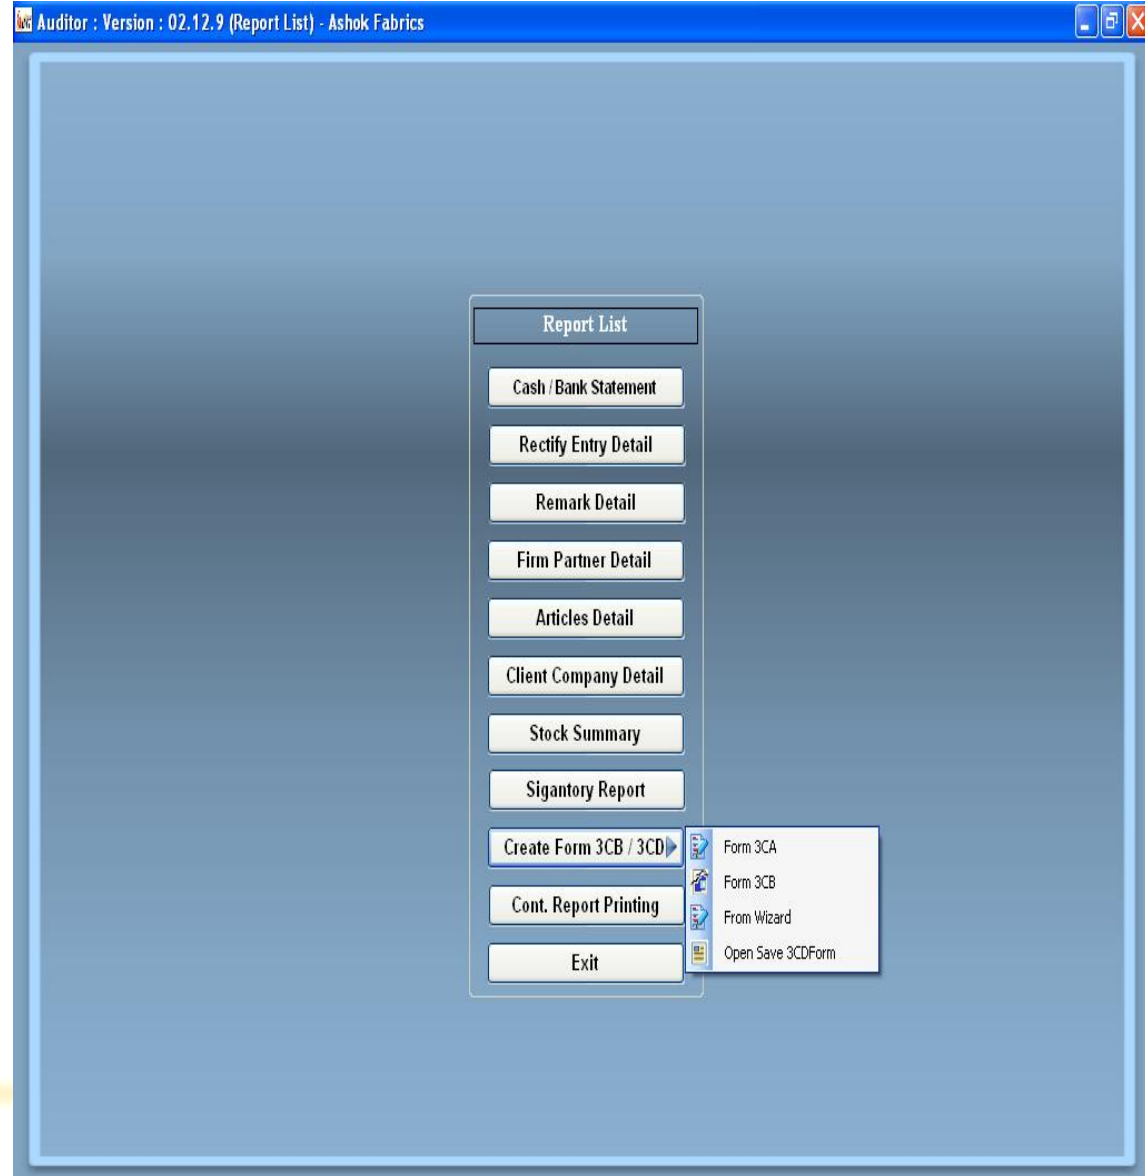 Auditor : Version : 02.12.9 (Report List) - Ashok Fabrics
Report List
Cash / Bank Statement
Rectify Entry Detail
Remark Detail
Firm Partner Detail
Articles Detail
Client Company Detail
Stock Summary
Sigantory Report
Create Form 3CB / 3CD
Form 3CA
Form 3CB
From Wizard
Open Save 3CDForm
Cont. Report Printing
Exit